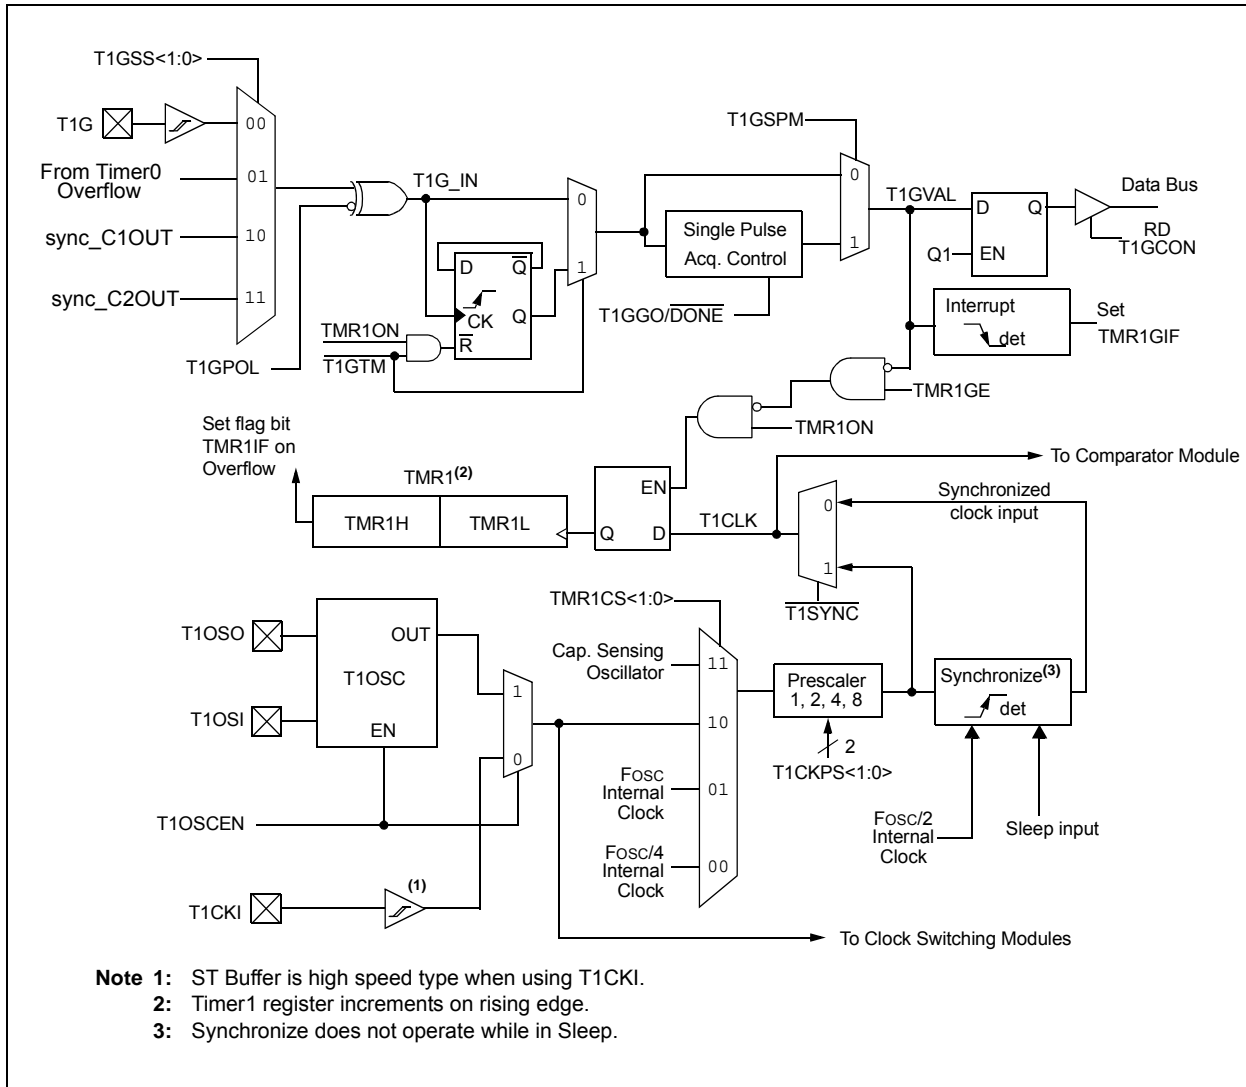 T1GSS<1:0>
T1G
00
From Timer0
Overflow
01
sync_C1OUT
10
sync_C2OUT
11
T1GPOL
T1G_IN
0
1
D
Q
CK
Q
R
TMR1ON
T1GTM
T1GSPM
0
1
Single Pulse
Acq. Control
T1GGO/DONE
T1GVAL
D
Q
Q1
EN
Data Bus
RD
T1GCON
Interrupt
det
Set
TMR1GIF
TMR1GE
TMR1ON
Set flag bit
TMR1IF on
Overflow
TMR1(2)
TMR1H
TMR1L
EN
Q
D
T1CLK
To Comparator Module
0
1
Synchronized
clock input
T1SYNC
TMR1CS<1:0>
T1OSO
OUT
T1OSC
T1OSI
EN
1
0
T1OSCEN
(1)
T1CKI
Cap. Sensing
Oscillator
11
10
FOSC
Internal
Clock
01
FOSC/4
Internal
Clock
00
Prescaler
1, 2, 4, 8
2
T1CKPS<1:0>
Synchronize(3)
det
FOSC/2
Internal
Clock
Sleep input
To Clock Switching Modules
Note 1: ST Buffer is high speed type when using T1CKI.
2: Timer1 register increments on rising edge.
3: Synchronize does not operate while in Sleep.